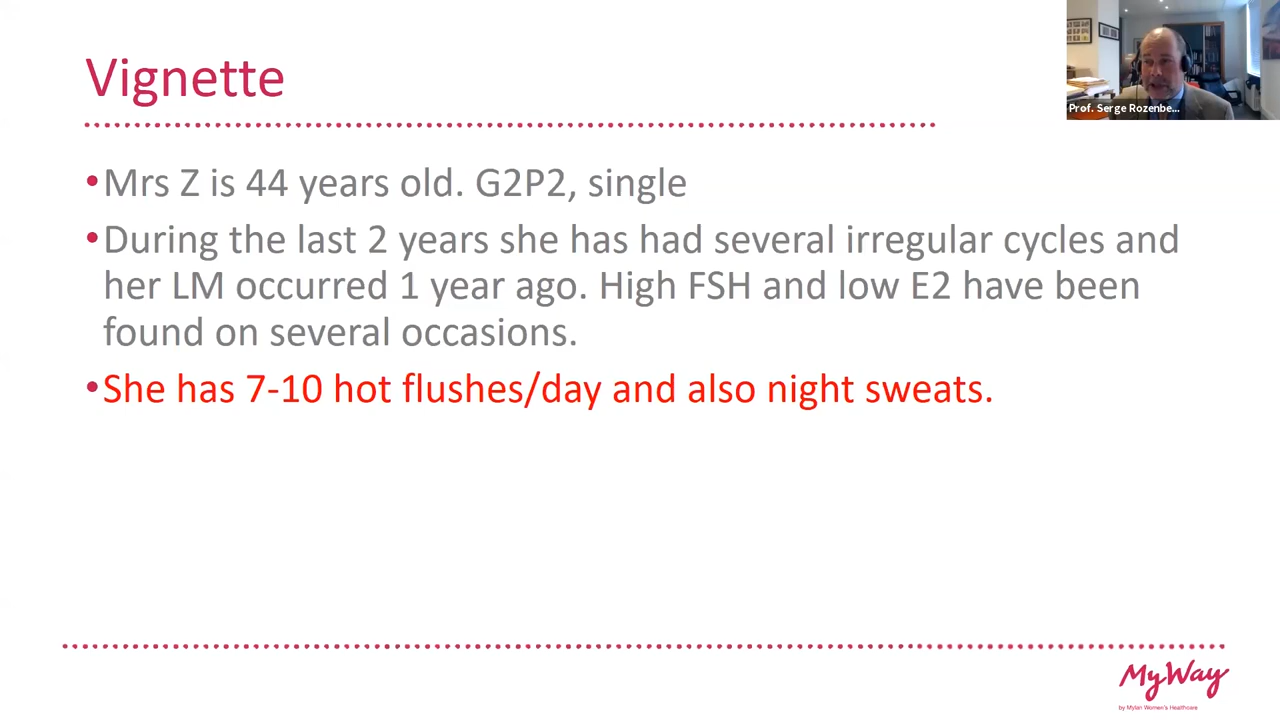 Vignette
Prof. Serge Rozenbe...
•Mrs Z is 44 years old. G2P2, single
•During the last 2 years she has had several irregular cycles and
her LM occurred 1 year ago. High FSH and low E2 have been
found on several occasions.
•She has 7-10 hot flushes/day and also night sweats.
MyWay
by Mylan Women's Healthcare